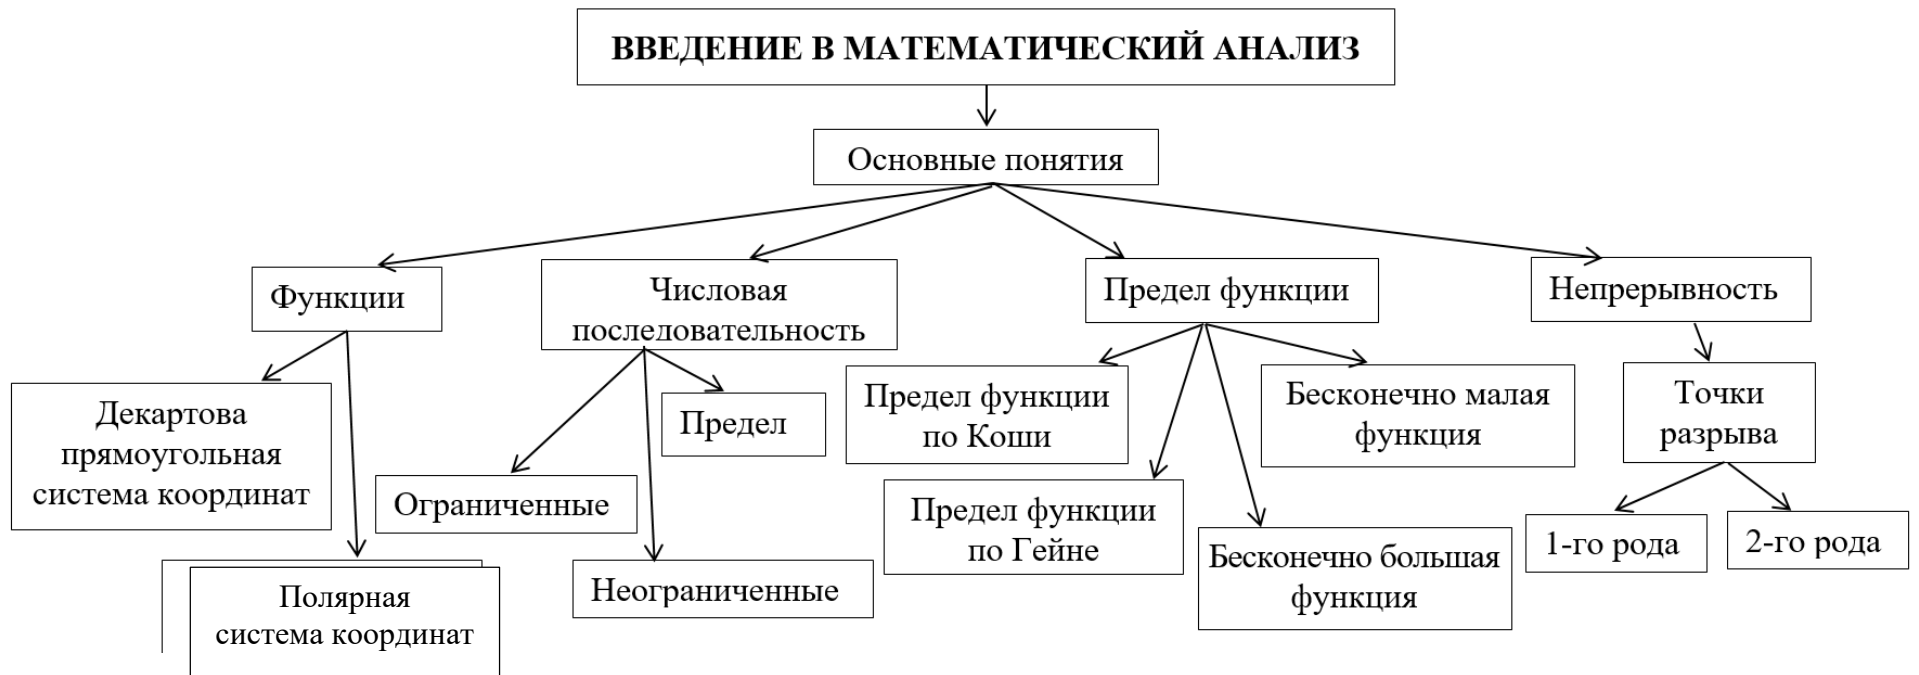 ВВЕДЕНИЕ В МАТЕМАТИЧЕСКИЙ АНАЛИЗ
Основные понятия
Функции
Числовая
последовательность
Предел функции
Непрерывность
Декартова
прямоугольная
система координат
Полярная
система координат
Ограниченные
Неограниченные
Предел
Предел функции
по Коши
Предел функции
по Гейне
Бесконечно большая
функция
Бесконечно малая
функция
Точки
разрыва
1-го рода
2-го рода